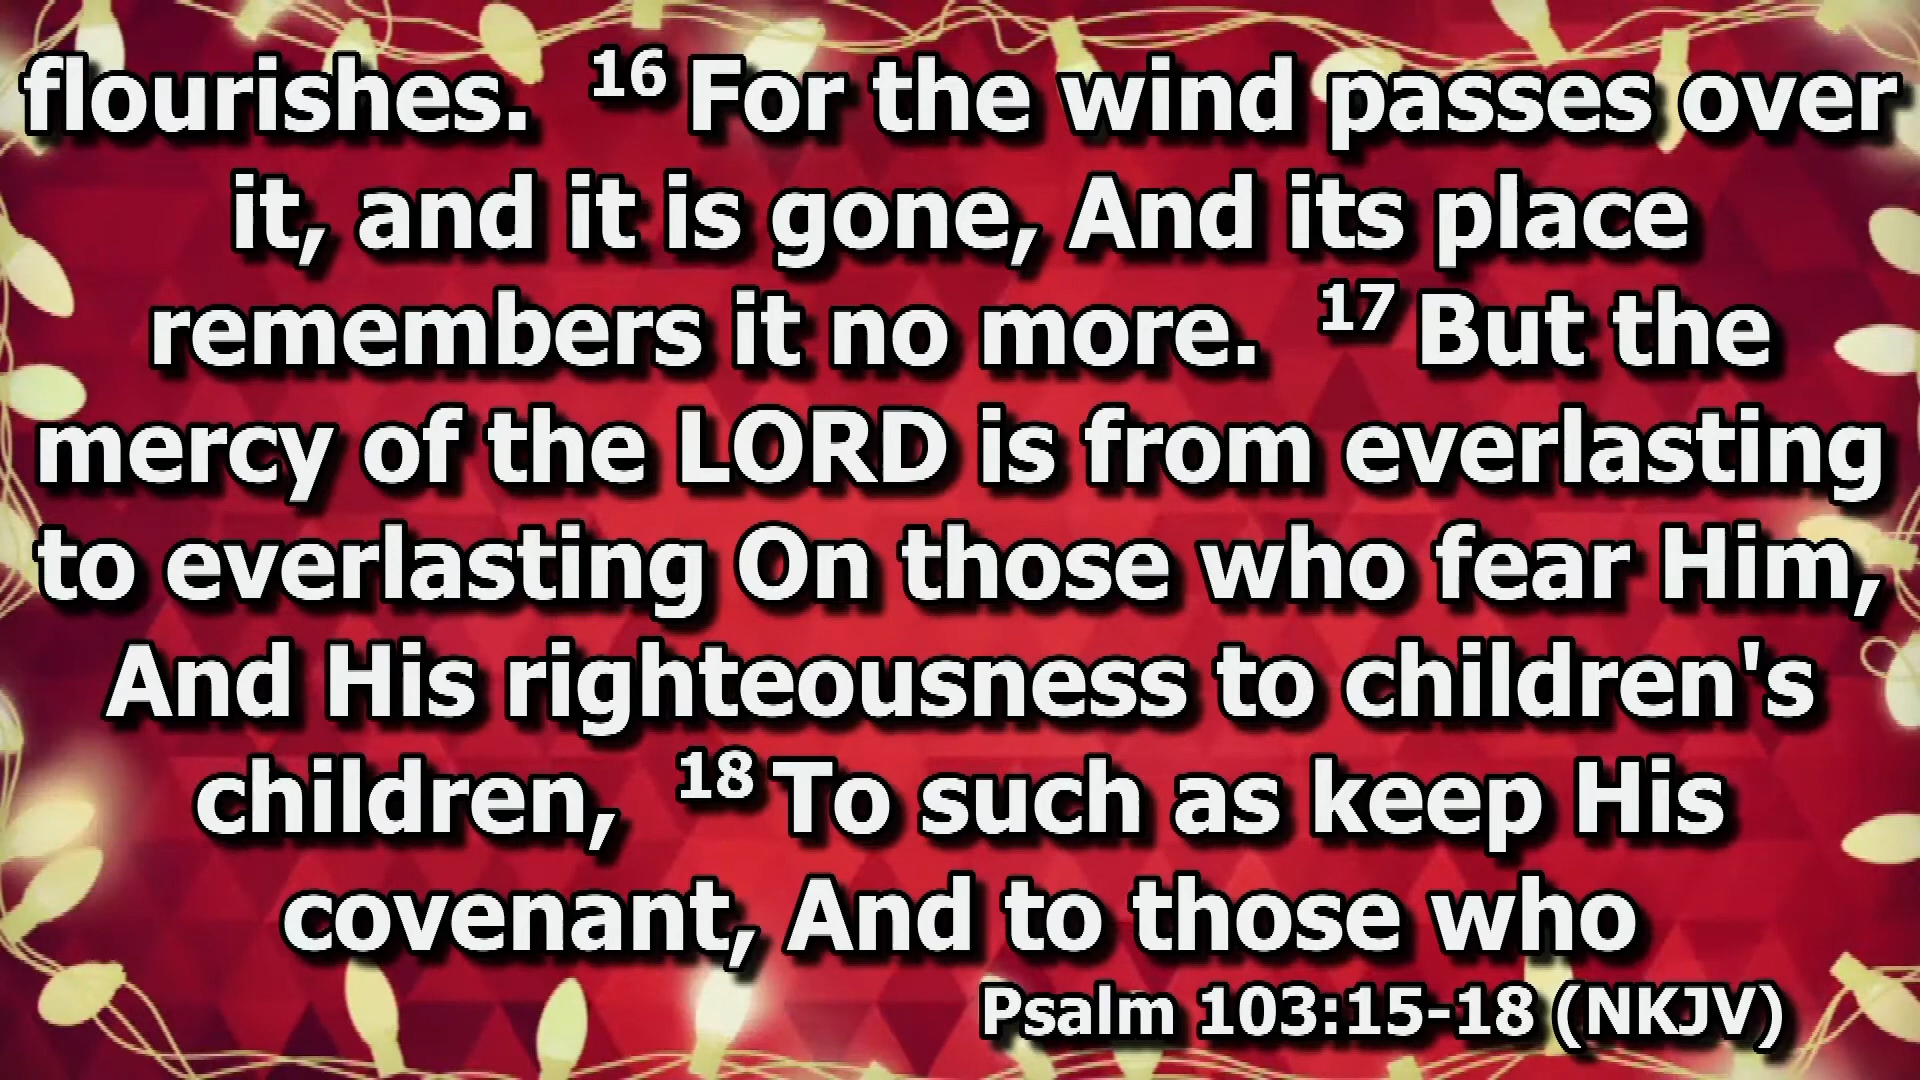 flourishes. 16 For the wind passes over
it, and it is gone, And its place
remembers it no more. 17 But the
mercy of the LORD is from everlasting
to everlasting On those who fear Him,
And His righteousness to children's
children, 18 To such as keep His
covenant, And to those who
Psalm 103:15-18 (NKJV)